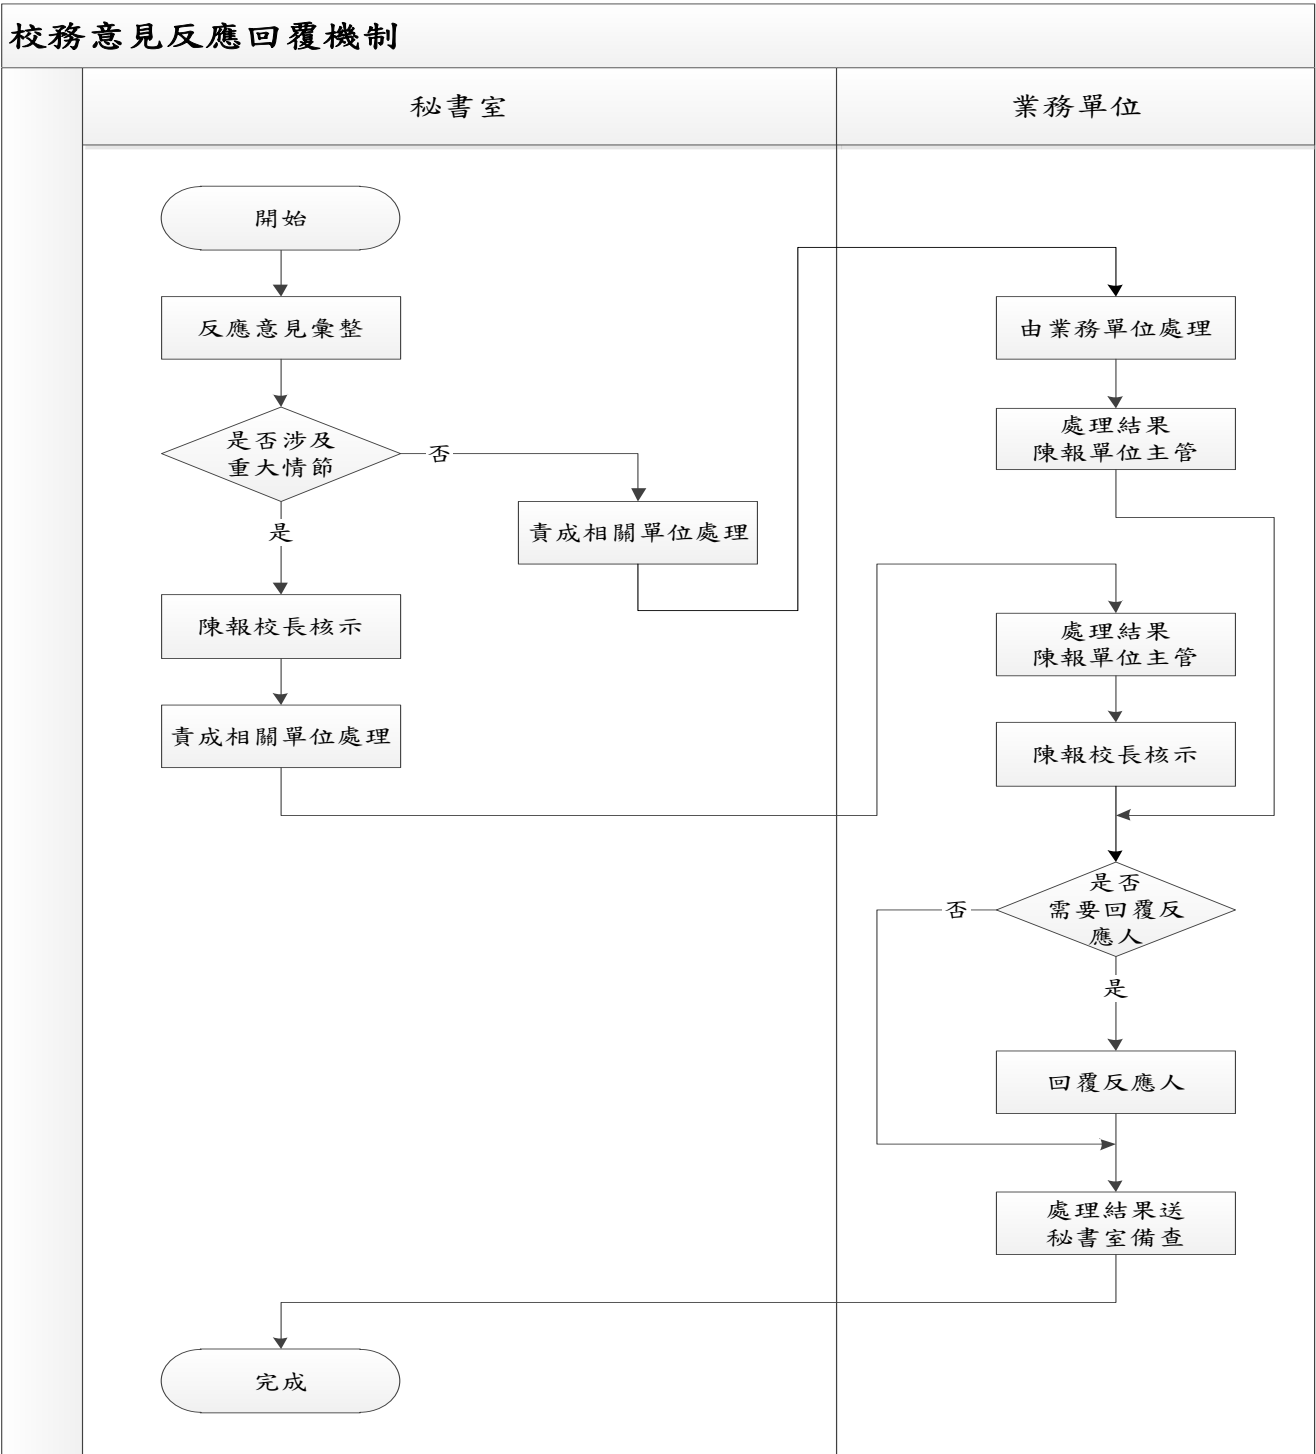 校務意見反應回覆機制
秘書室
業務單位
開始
反應意見彙整
由業務單位處理
是否涉及
重大情節
否
處理結果
陳報單位主管
是
責成相關單位處理
陳報校長核示
處理結果
陳報單位主管
責成相關單位處理
陳報校長核示
是否
需要回覆反
應人
否
是
回覆反應人
處理結果送
秘書室備查
完成